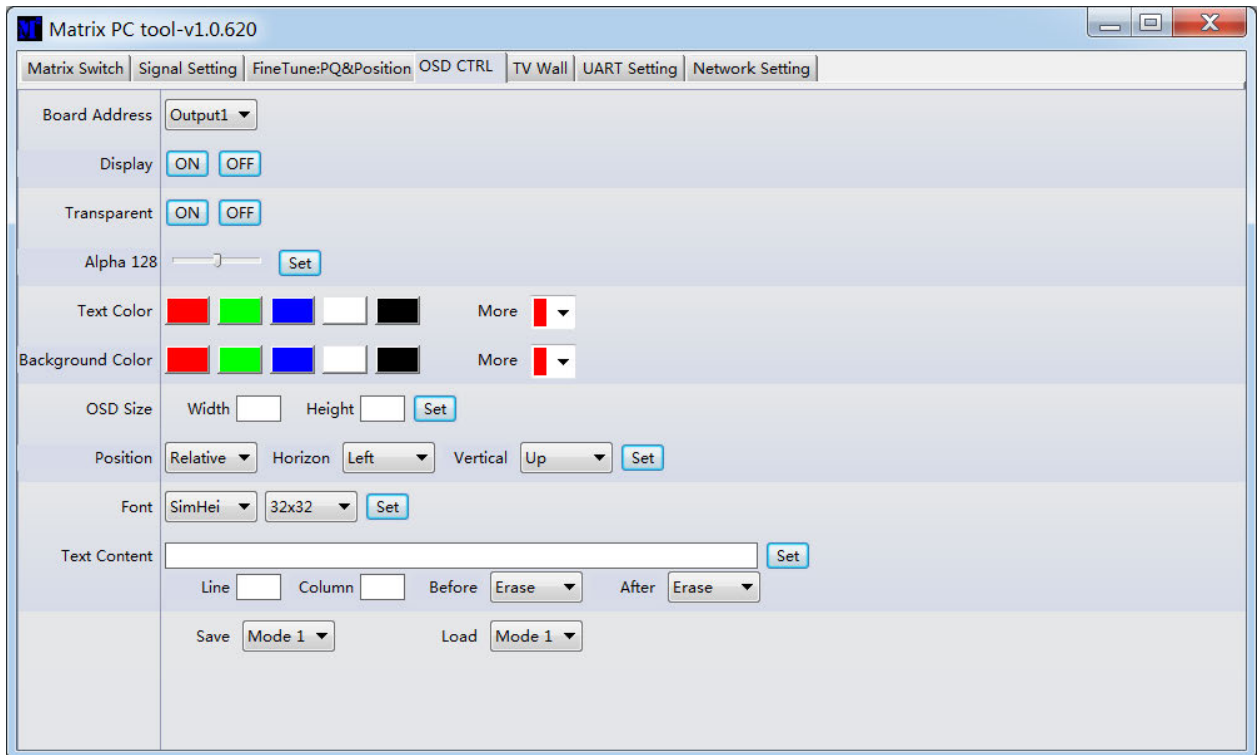 Matrix PC tool-v1.0.620
Matrix Switch Signal Setting FineTune:PQ&Position OSD CTRL TV Wall UART Setting Network Setting
Board Address Output1
Display ON OFF
Transparent ON OFF
Alpha 128 Set
Text Color More
Background Color More
OSD Size Width Height Set
Position Relative Horizon Left Vertical Up Set
Font SimHei 32x32 Set
Text Content Set
Line Column Before Erase After Erase
Save Mode 1 Load Mode 1